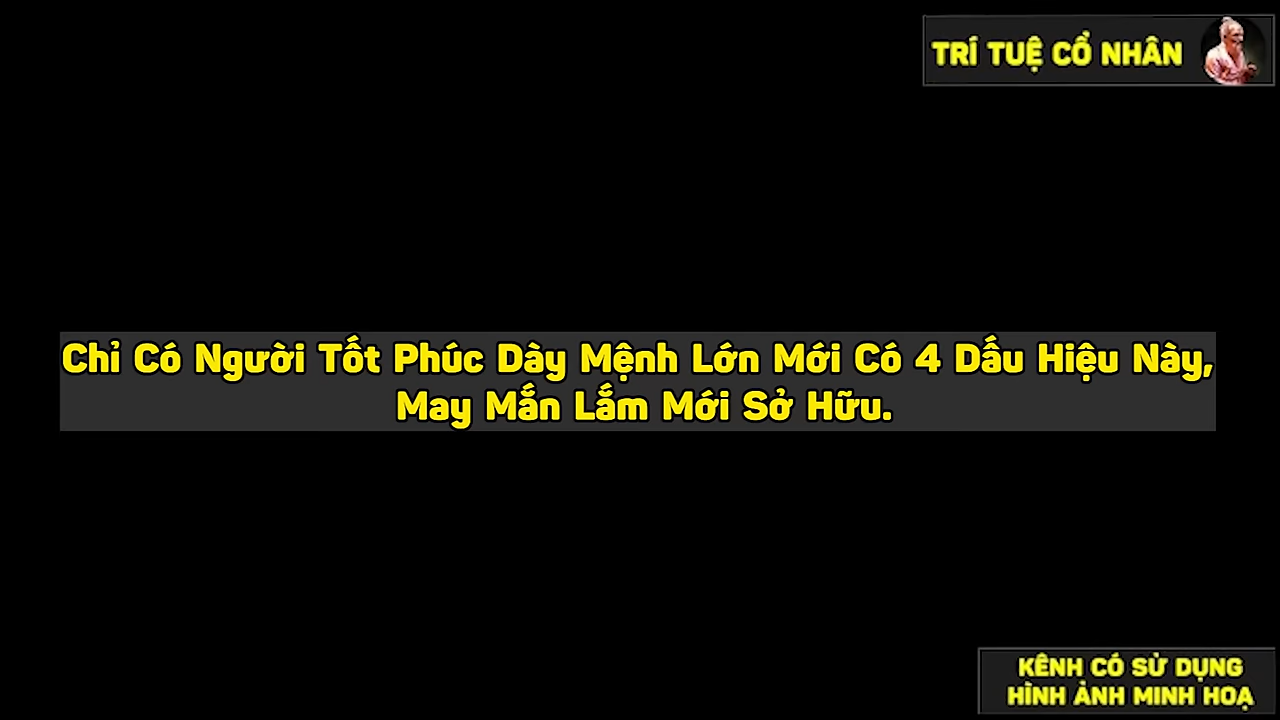 TRÍ TUỆ CỔ NHÂN
Chỉ Có Người Tốt Phúc Dày Mệnh Lớn Mới Có 4 Dấu Hiệu Này,
May Mắn Lắm Mới Sở Hữu.
KÊNH CÓ SỬ DỤNG
HÌNH ẢNH MINH HOẠ